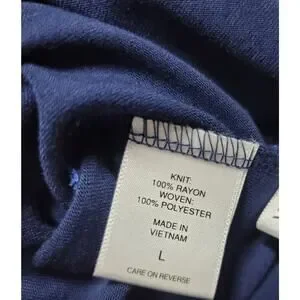 KNIT:
100% RAYON
WOVEN:
100% POLYESTER
MADE IN
VIETNAM
L
CARE ON REVERSE